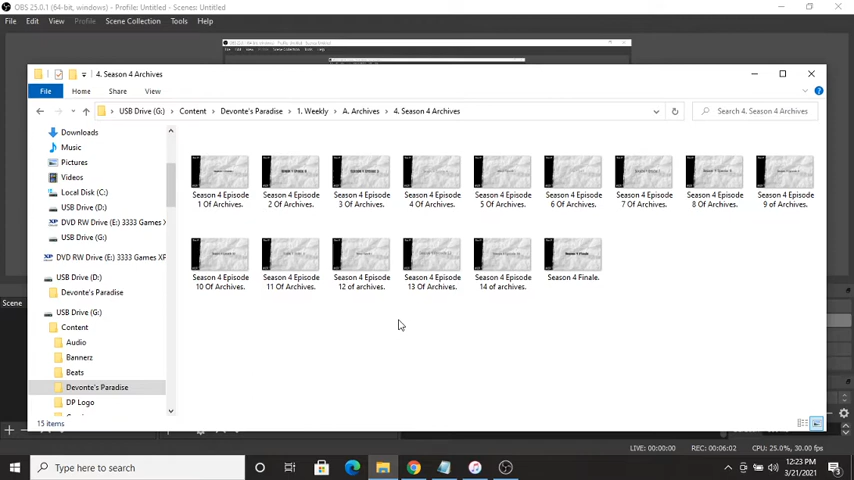 OBS 25.0.1 (64-bit, windows) - Profile: Untitled - Scenes: Untitled
File Edit View Profile Scene Collection Tools Help
4. Season 4 Archives
File Home Share View
USB Drive (G:) > Content > Devonte's Paradise > 1. Weekly > A. Archives > 4. Season 4 Archives
Search 4. Season 4 Archives
Downloads
Music
Pictures
Videos
Local Disk (C:)
USB Drive (D:)
DVD RW Drive (E:) 3333 Games X
USB Drive (G:)
DVD RW Drive (E:) 3333 Games XP
USB Drive (D:)
Devonte's Paradise
USB Drive (G:)
Content
Audio
Bannerz
Beats
Devonte's Paradise
DP Logo
Season 4 Episode
1 Of Archives.
Season 4 Episode
2 Of Archives.
Season 4 Episode
3 Of Archives.
Season 4 Episode
4 Of Archives.
Season 4 Episode
5 Of Archives.
Season 4 Episode
6 Of Archives.
Season 4 Episode
7 Of Archives.
Season 4 Episode
8 Of Archives.
Season 4 Episode
9 of Archives.
Season 4 Episode
10 Of Archives.
Season 4 Episode
11 Of Archives.
Season 4 Episode
12 of archives.
Season 4 Episode
13 Of Archives.
Season 4 Episode
14 of archives.
Season 4 Finale.
15 items
Scene
LIVE: 00:00:00 REC: 00:06:02 CPU: 25.0%, 30.00 fps
Type here to search
12:23 PM
3/21/2021